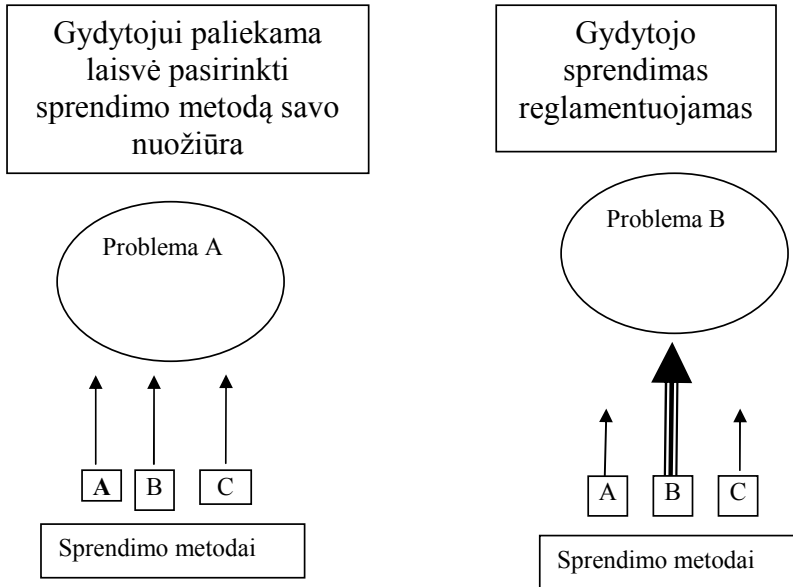 Gydytojui paliekama
laisvė pasirinkti
sprendimo metodą savo
nuožiūra
Problema A
A
B
C
Sprendimo metodai
Gydytojo
sprendimas
reglamentuojamas
Problema B
A
B
C
Sprendimo metodai